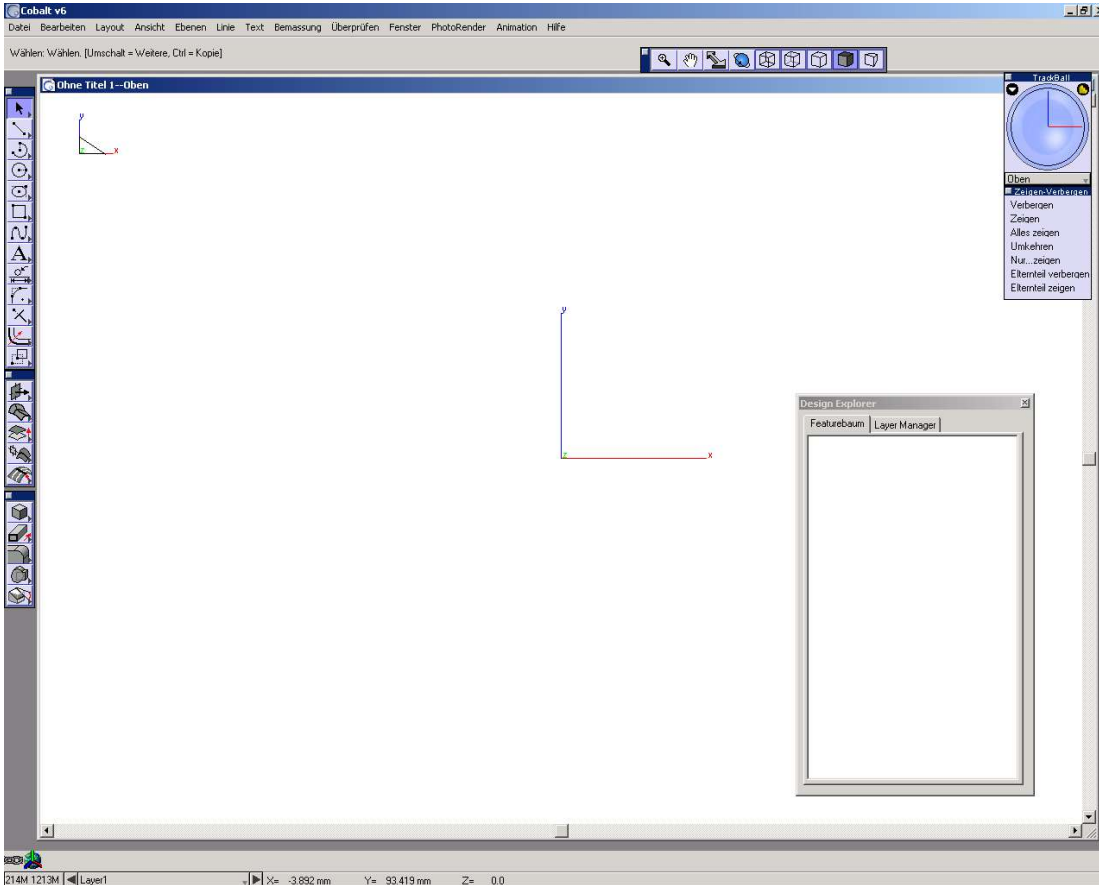 Cobalt v6
Datei Bearbeiten Layout Ansicht Ebenen Linie Text Bemassung Überprüfen Fenster PhotoRender Animation Hilfe
Wählen: Wählen. [Umschalt = Weitere, Ctrl = Kopie]
Ohne Titel 1--Oben
TrackBall
y
z x
Oben
Zeigen-Verbergen
Verbergen
Zeigen
Alles zeigen
Umkehren
Nur...zeigen
Elternteil verbergen
Elternteil zeigen
A
y
z x
Design Explorer
Featurebaum Layer Manager
214M 1213M Layer1 X= -3.892 mm Y= 93.419 mm Z= 0.0